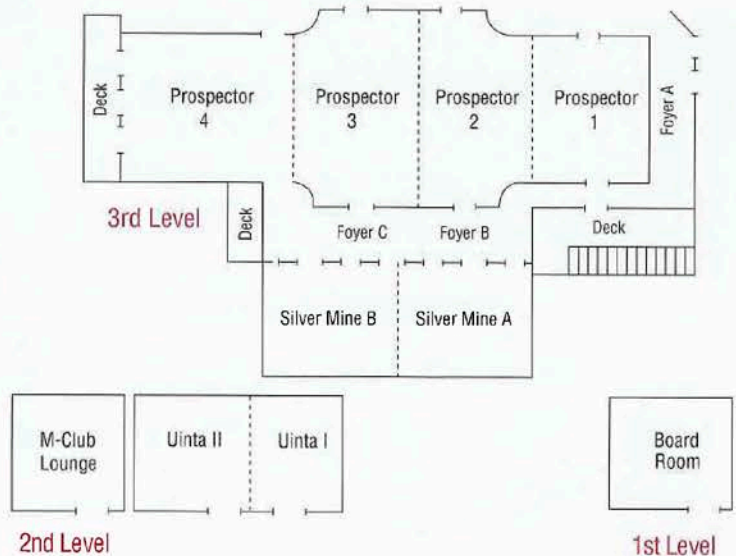 Deck
Prospector
4
Prospector
3
Prospector
2
Prospector
1
Foyer A
3rd Level
Deck
Foyer C
Foyer B
Deck
Silver Mine B
Silver Mine A
M-Club
Lounge
Uinta II
Uinta I
Board
Room
2nd Level
1st Level